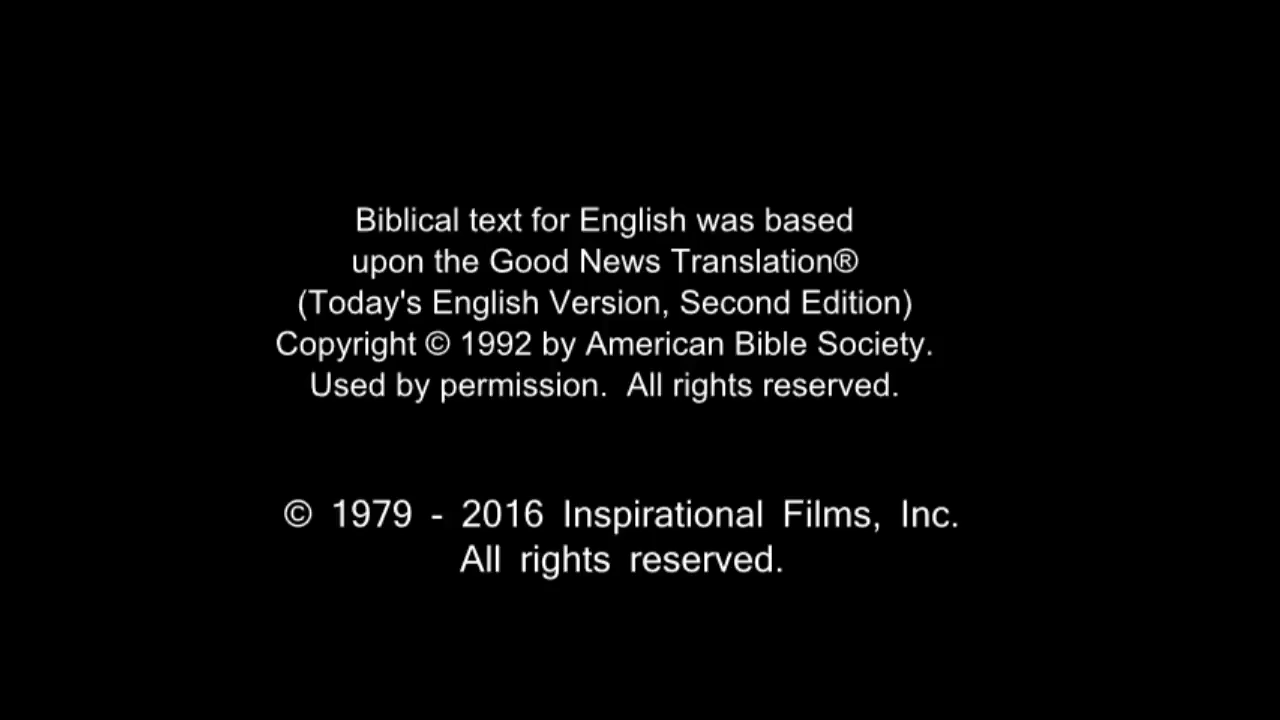 Biblical text for English was based
upon the Good News Translation®
(Today's English Version, Second Edition)
Copyright © 1992 by American Bible Society.
Used by permission.  All rights reserved.
© 1979 - 2016 Inspirational Films, Inc.
All rights reserved.